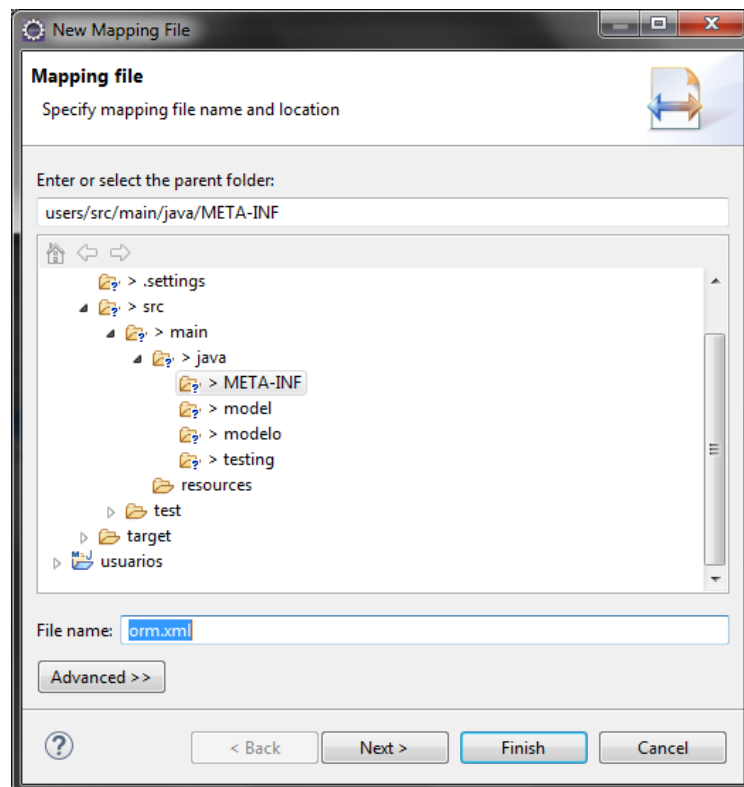 New Mapping File
Mapping file
Specify mapping file name and location
Enter or select the parent folder:
users/src/main/java/META-INF
> .settings
> src
> main
> java
> META-INF
> model
> modelo
> testing
resources
test
target
usuarios
File name: orm.xml
Advanced >>
< Back Next > Finish Cancel